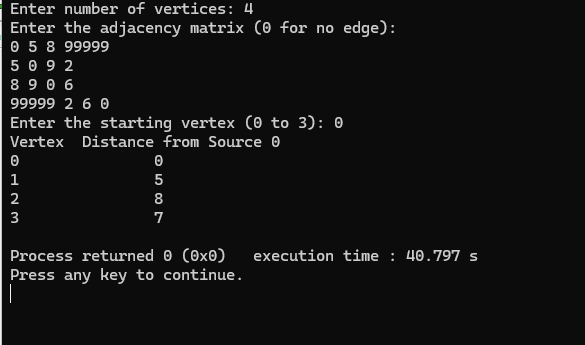 Enter number of vertices: 4
Enter the adjacency matrix (0 for no edge):
0 5 8 99999
5 0 9 2
8 9 0 6
99999 2 6 0
Enter the starting vertex (0 to 3): 0
Vertex  Distance from Source 0
0               0
1               5
2               8
3               7

Process returned 0 (0x0)   execution time : 40.797 s
Press any key to continue.